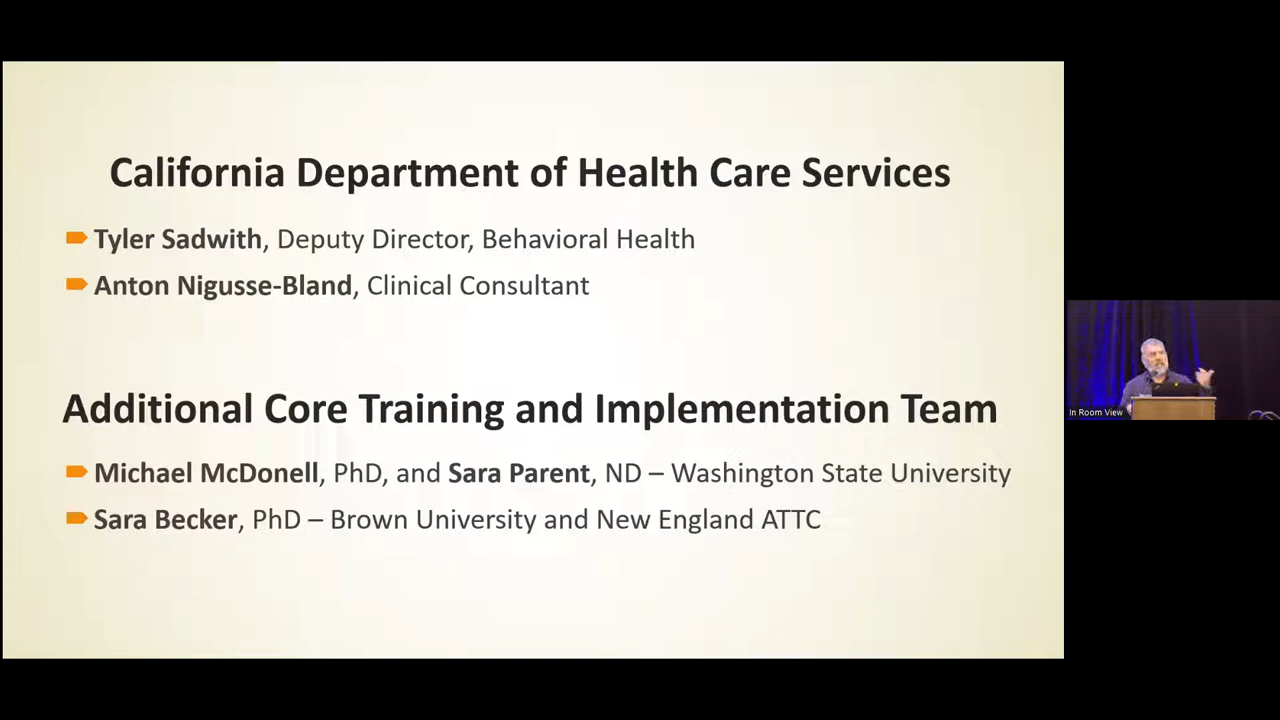 California Department of Health Care Services
Tyler Sadwith, Deputy Director, Behavioral Health
Anton Nigusse-Bland, Clinical Consultant
Additional Core Training and Implementation Team
Michael McDonell, PhD, and Sara Parent, ND – Washington State University
Sara Becker, PhD – Brown University and New England ATTC
In Room View